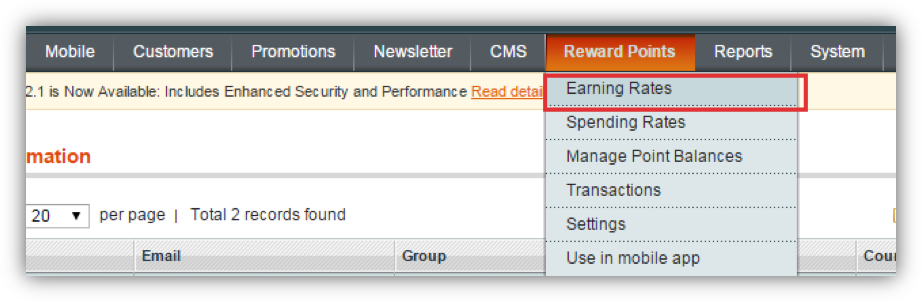 Mobile Customers Promotions Newsletter CMS Reward Points Reports System
2.1 is Now Available: Includes Enhanced Security and Performance Read detai
Earning Rates
Spending Rates
mation
Manage Point Balances
Transactions
20 per page | Total 2 records found
Settings
Email Group Cou
Use in mobile app